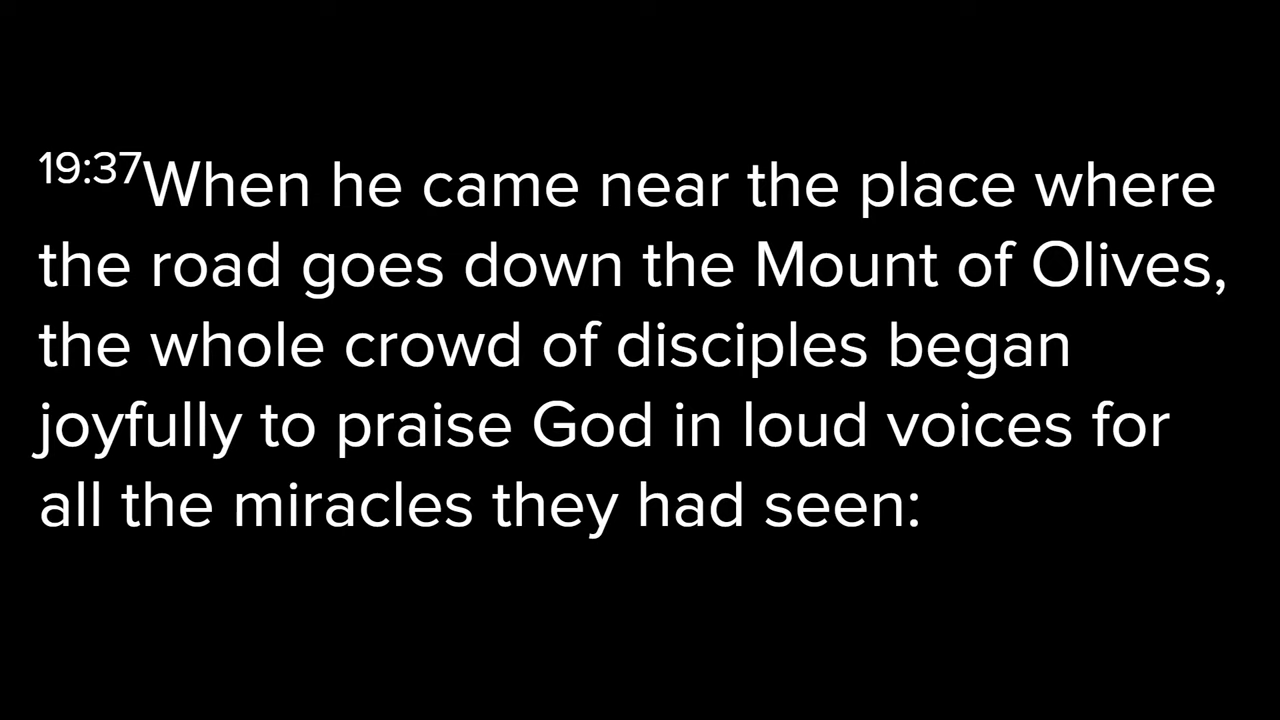 19:37When he came near the place where
the road goes down the Mount of Olives,
the whole crowd of disciples began
joyfully to praise God in loud voices for
all the miracles they had seen: